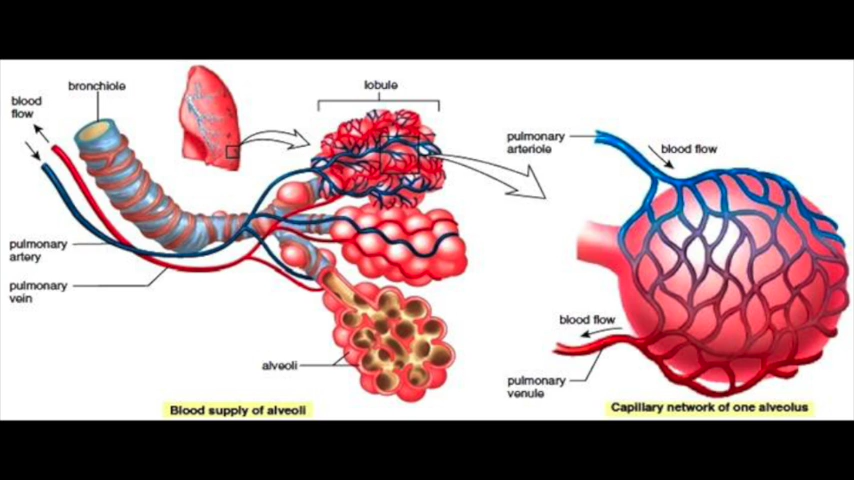 bronchiole
blood
flow
lobule
pulmonary
artery
pulmonary
vein
alveoli
Blood supply of alveoli
pulmonary
arteriole
blood flow
blood flow
pulmonary
venule
Capillary network of one alveolus